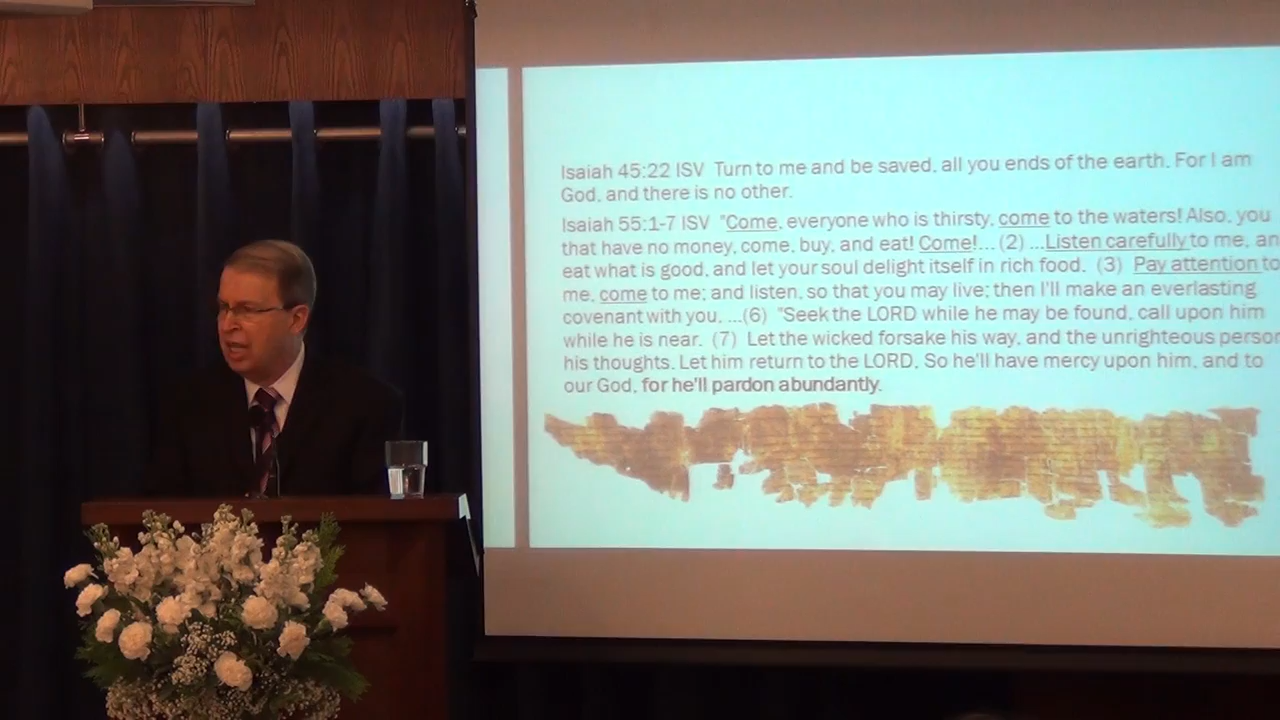 Isaiah 45:22 ISV Turn to me and be saved, all you ends of the earth. For I am
God, and there is no other.
Isaiah 55:1-7 ISV "Come, everyone who is thirsty, come to the waters! Also, you
that have no money, come, buy, and eat! Come!... (2) ...Listen carefully to me, an
eat what is good, and let your soul delight itself in rich food. (3) Pay attention to
me, come to me; and listen, so that you may live; then I'll make an everlasting
covenant with you, ...(6) "Seek the LORD while he may be found, call upon him
while he is near. (7) Let the wicked forsake his way, and the unrighteous person
his thoughts. Let him return to the LORD, So he'll have mercy upon him, and to
our God, for he'll pardon abundantly.